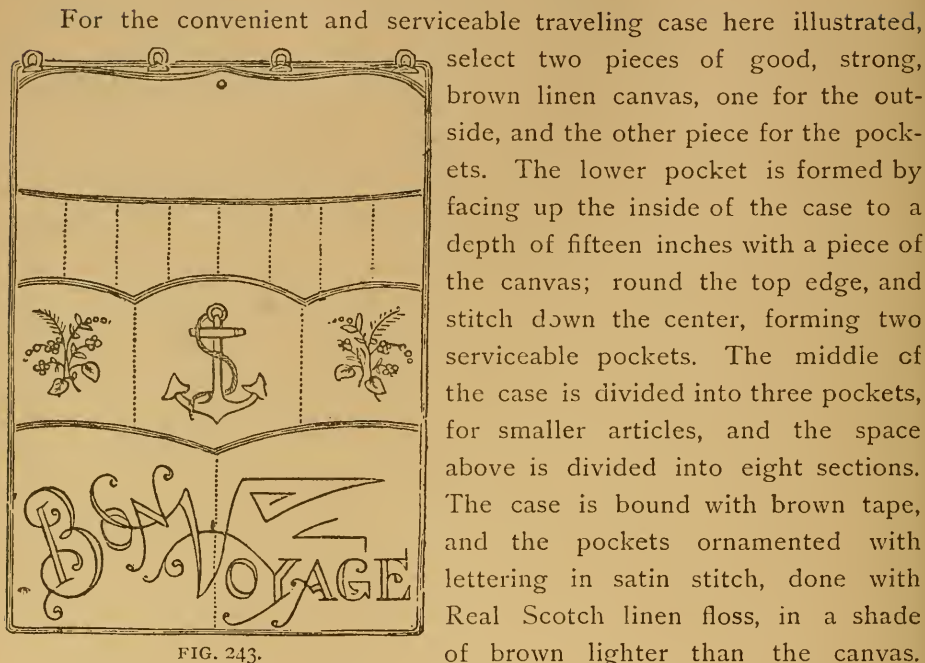 For the convenient and serviceable traveling case here illustrated,
select two pieces of good, strong,
brown linen canvas, one for the out-
side, and the other piece for the pock-
ets. The lower pocket is formed by
facing up the inside of the case to a
depth of fifteen inches with a piece of
the canvas; round the top edge, and
stitch down the center, forming two
serviceable pockets. The middle of
the case is divided into three pockets,
for smaller articles, and the space
above is divided into eight sections.
The case is bound with brown tape,
and the pockets ornamented with
lettering in satin stitch, done with
Real Scotch linen floss, in a shade
of brown lighter than the canvas.
BON VOYAGE
FIG. 243.